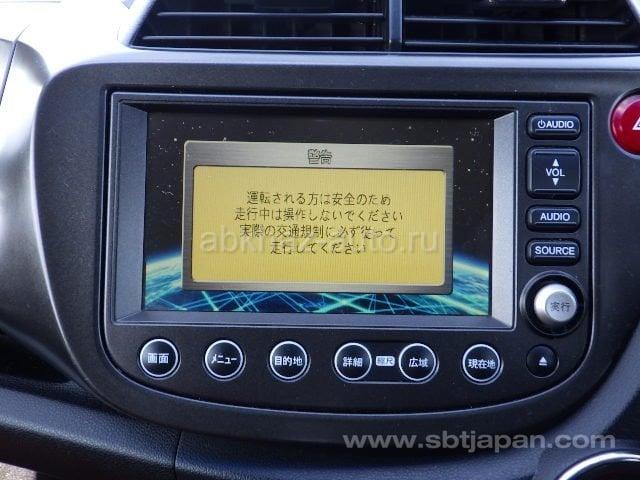 警告
運転される方は安全のため
走行中は操作しないでください
実際の交通規制に必ず従って
走行してください
AUDIO
VOL
AUDIO
SOURCE
実行
画面
メニュー
目的地
詳細
縮尺
広域
現在地
www.sbtjapan.com